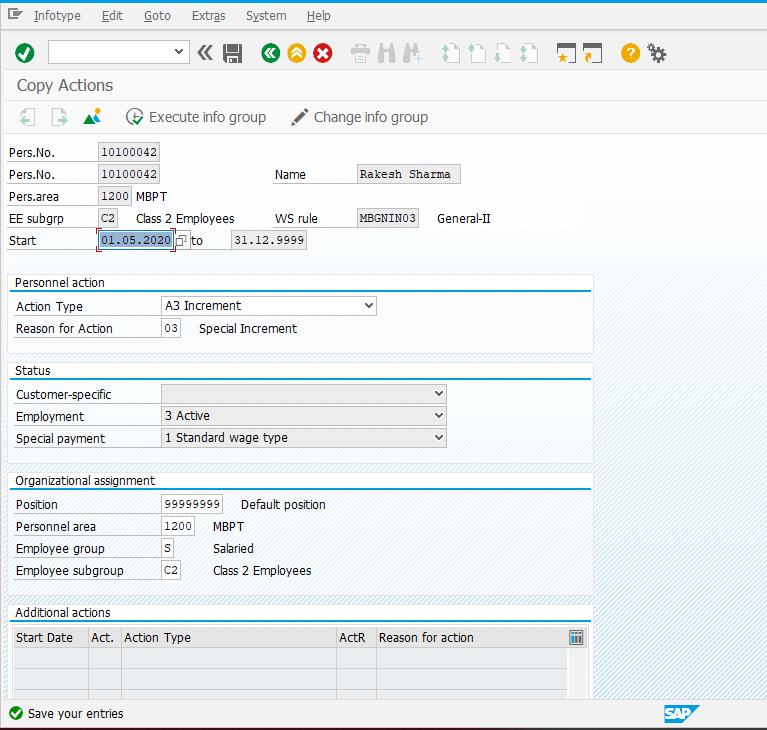 Infotype Edit Goto Extras System Help
Copy Actions
Execute info group Change info group
Pers.No. 10100042
Pers.No. 10100042 Name Rakesh Sharma
Pers.area 1200 MBPT
EE subgrp C2 Class 2 Employees WS rule MBGNIN03 General-II
Start 01.05.2020 to 31.12.9999
Personnel action
Action Type A3 Increment
Reason for Action 03 Special Increment
Status
Customer-specific
Employment 3 Active
Special payment 1 Standard wage type
Organizational assignment
Position 99999999 Default position
Personnel area 1200 MBPT
Employee group S Salaried
Employee subgroup C2 Class 2 Employees
Additional actions
Start Date Act. Action Type ActR Reason for action
Save your entries SAP